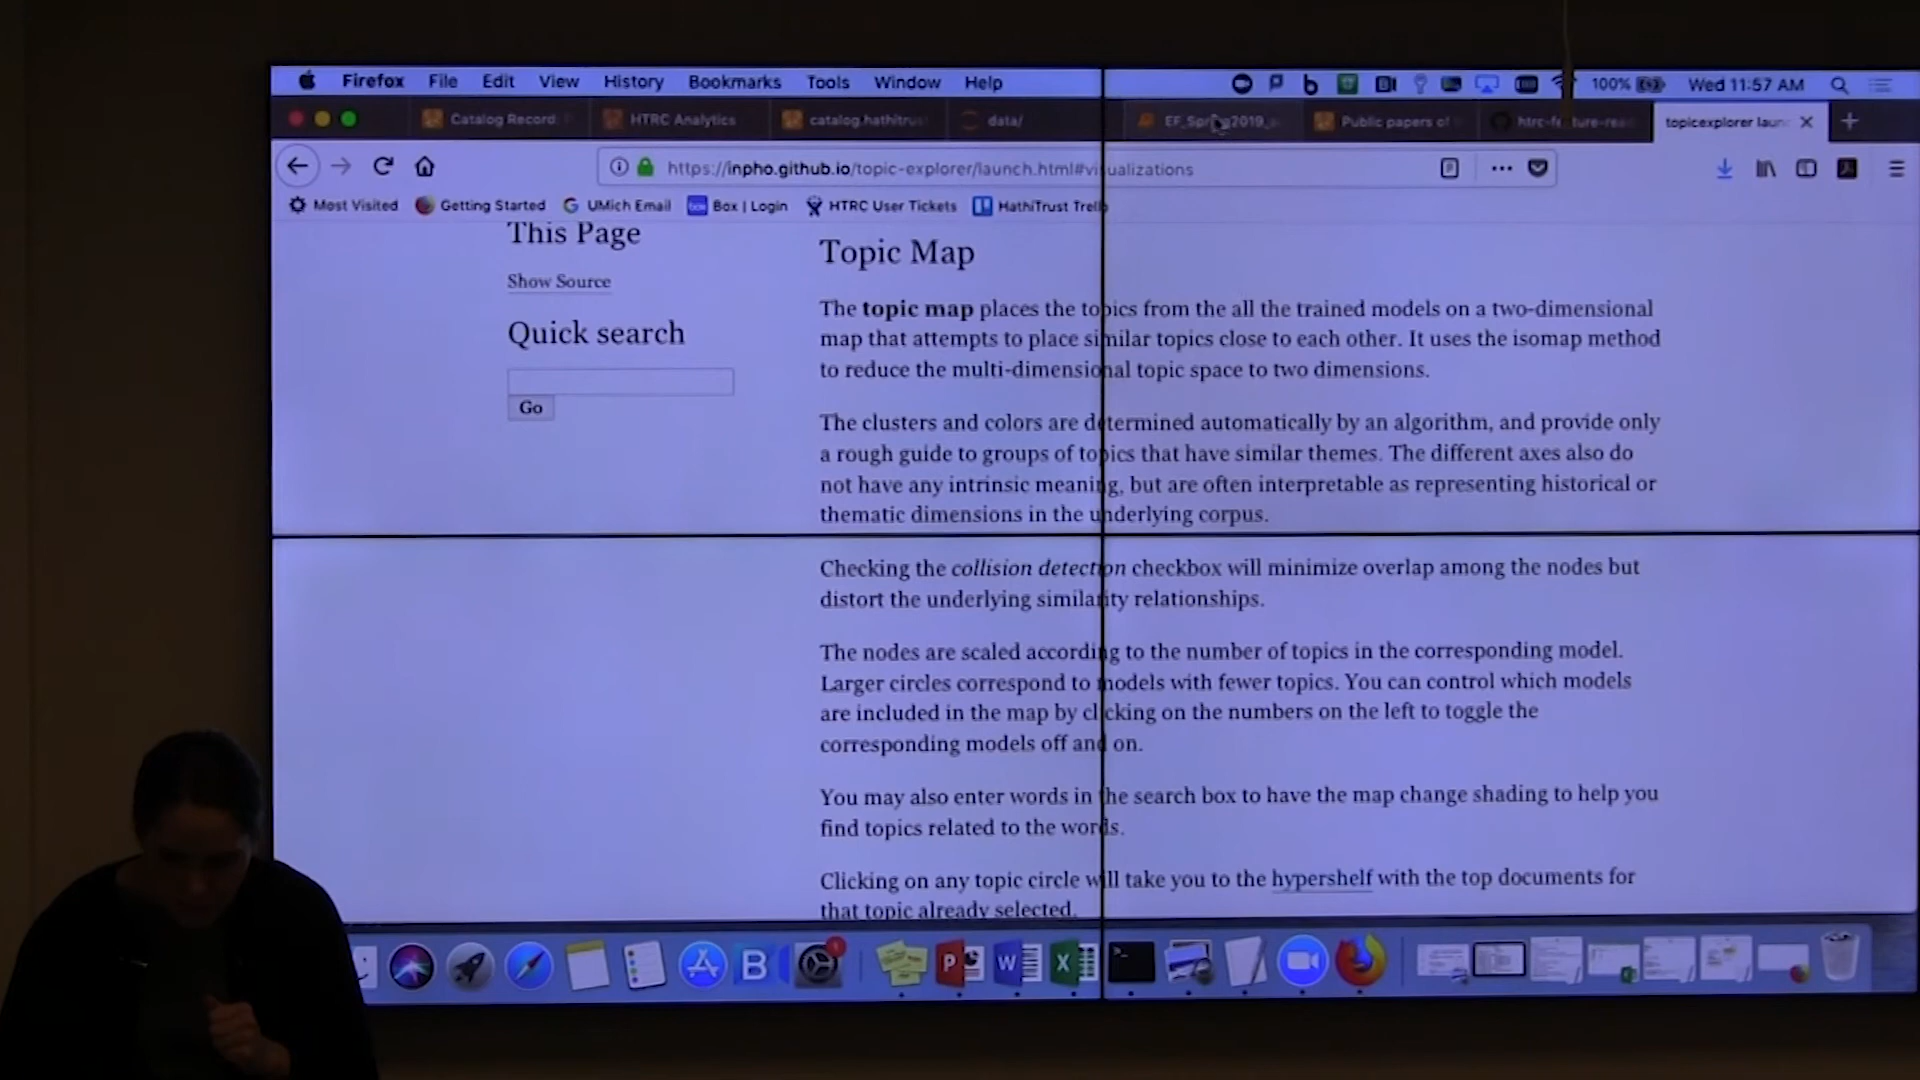 Firefox File Edit View History Bookmarks Tools Window Help 100% Wed 11:57 AM
Catalog Record: HTRC Analytics catalog.hathitrus data/ EF_Spring2019_a Public papers of topicexplorer laun
https://inpho.github.io/topic-explorer/launch.html#visualizations
Most Visited Getting Started UMich Email Box | Login HTRC User Tickets HathiTrust Trello
This Page
Show Source
Quick search
Go
Topic Map
The topic map places the topics from the all the trained models on a two-dimensional
map that attempts to place similar topics close to each other. It uses the isomap method
to reduce the multi-dimensional topic space to two dimensions.
The clusters and colors are determined automatically by an algorithm, and provide only
a rough guide to groups of topics that have similar themes. The different axes also do
not have any intrinsic meaning, but are often interpretable as representing historical or
thematic dimensions in the underlying corpus.
Checking the collision detection checkbox will minimize overlap among the nodes but
distort the underlying similarity relationships.
The nodes are scaled according to the number of topics in the corresponding model.
Larger circles correspond to models with fewer topics. You can control which models
are included in the map by clicking on the numbers on the left to toggle the
corresponding models off and on.
You may also enter words in the search box to have the map change shading to help you
find topics related to the words.
Clicking on any topic circle will take you to the hypershelf with the top documents for
that topic already selected.